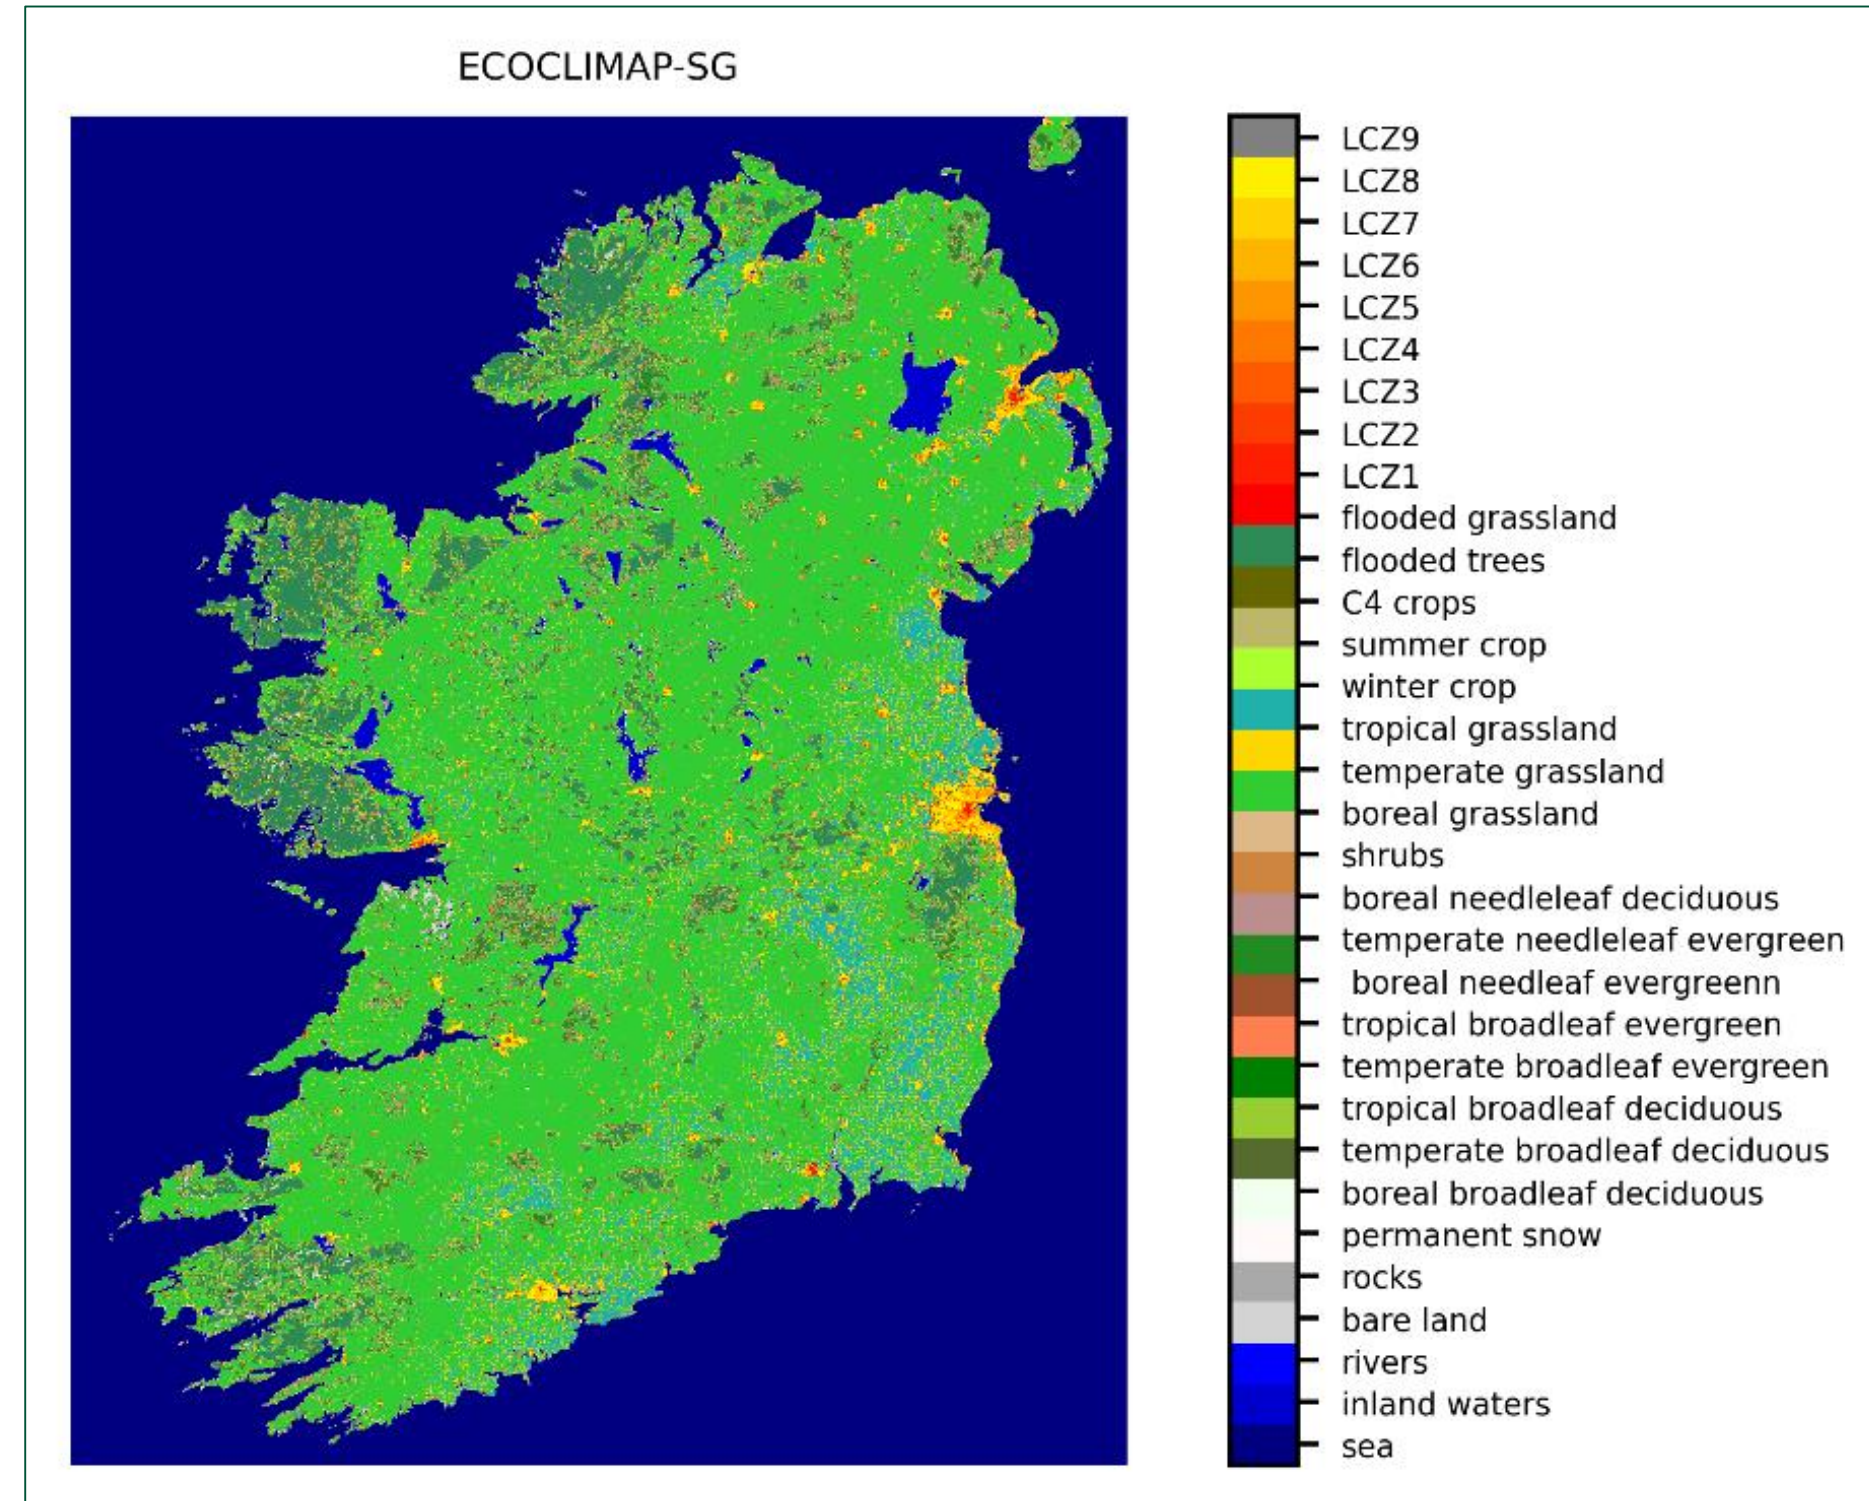 ECOCLIMAP-SG
LCZ9
LCZ8
LCZ7
LCZ6
LCZ5
LCZ4
LCZ3
LCZ2
LCZ1
flooded grassland
flooded trees
C4 crops
summer crop
winter crop
tropical grassland
temperate grassland
boreal grassland
shrubs
boreal needleleaf deciduous
temperate needleleaf evergreen
boreal needleaf evergreenn
tropical broadleaf evergreen
temperate broadleaf evergreen
tropical broadleaf deciduous
temperate broadleaf deciduous
boreal broadleaf deciduous
permanent snow
rocks
bare land
rivers
inland waters
sea